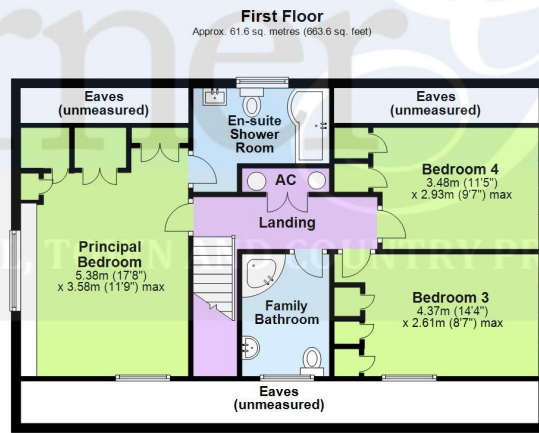 First Floor
Approx. 61.6 sq. metres (663.6 sq. feet)
Eaves
(unmeasured)
En-suite
Shower
Room
Eaves
(unmeasured)
AC
Bedroom 4
3.48m (11'5")
x 2.93m (9'7") max
Landing
Principal
Bedroom
5.38m (17'8")
x 3.58m (11'9") max
Family
Bathroom
Bedroom 3
4.37m (14'4")
x 2.61m (8'7") max
Eaves
(unmeasured)